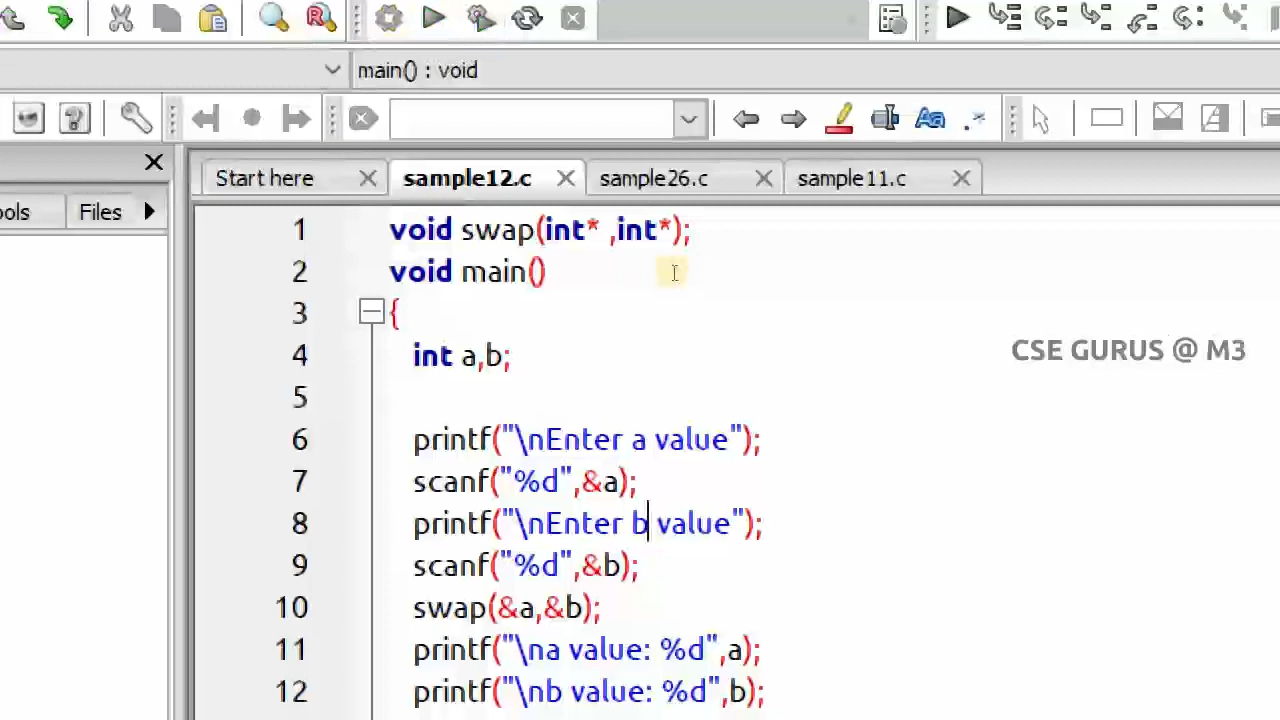 main() : void
Start here
sample12.c
sample26.c
sample11.c
ools
Files
1 void swap(int* ,int*);
2 void main()
3 {
4 int a,b;
5
6 printf("\nEnter a value");
7 scanf("%d",&a);
8 printf("\nEnter b value");
9 scanf("%d",&b);
10 swap(&a,&b);
11 printf("\na value: %d",a);
12 printf("\nb value: %d",b);
CSE GURUS @ M3